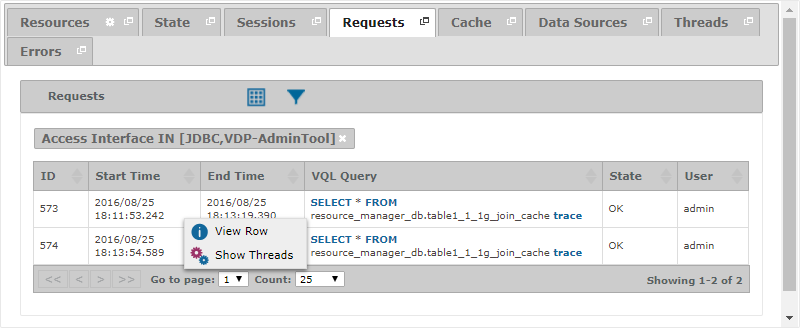 Resources State Sessions Requests Cache Data Sources Threads
Errors
Requests
Access Interface IN [JDBC,VDP-AdminTool]
ID Start Time End Time VQL Query State User
573 2016/08/25 18:11:53.242 2016/08/25 18:13:19.390 SELECT * FROM resource_manager_db.table1_1_1g_join_cache trace OK admin
View Row
574 2016/08/25 18:13:54.589 SELECT * FROM resource_manager_db.table1_1_1g_join_cache trace OK admin
Show Threads
<< < > >> Go to page: 1 Count: 25 Showing 1-2 of 2